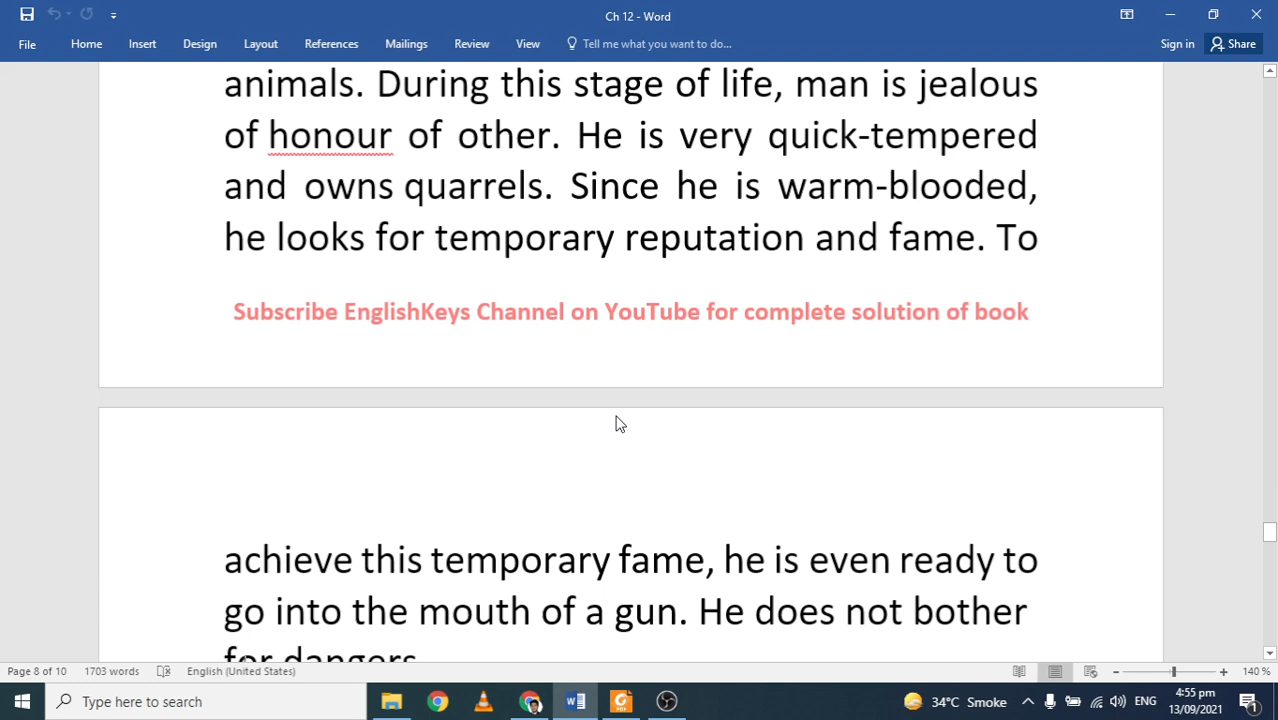 Ch 12 - Word
File Home Insert Design Layout References Mailings Review View Tell me what you want to do... Sign in Share
animals. During this stage of life, man is jealous
of honour of other. He is very quick-tempered
and owns quarrels. Since he is warm-blooded,
he looks for temporary reputation and fame. To
Subscribe EnglishKeys Channel on YouTube for complete solution of book
achieve this temporary fame, he is even ready to
go into the mouth of a gun. He does not bother
for dangers
Page 8 of 10 1703 words English (United States) 140 %
Type here to search 34°C Smoke ENG 4:55 pm
13/09/2021
1